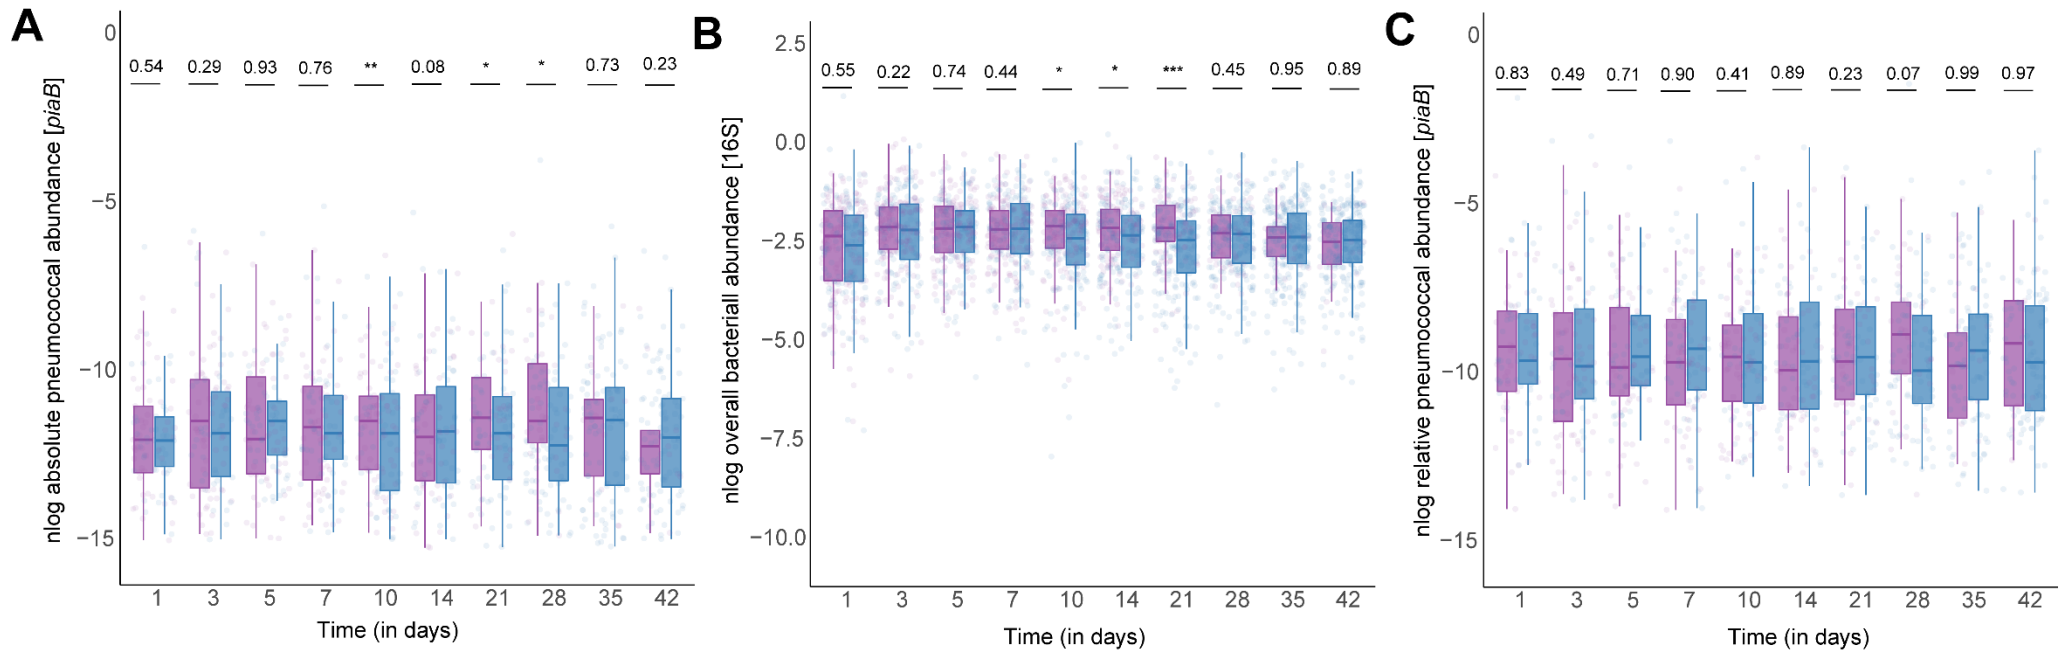 A
nlog absolute pneumococcal abundance [piaB]
0
−5
−10
−15
0.54 0.29 0.93 0.76 ** 0.08 * * 0.73 0.23
1 3 5 7 10 14 21 28 35 42
Time (in days)
B
nlog overall bacteriall abundance [16S]
2.5
0.0
−2.5
−5.0
−7.5
−10.0
0.55 0.22 0.74 0.44 * * *** 0.45 0.95 0.89
1 3 5 7 10 14 21 28 35 42
Time (in days)
C
nlog relative pneumococcal abundance [piaB]
0
−5
−10
−15
0.83 0.49 0.71 0.90 0.41 0.89 0.23 0.07 0.99 0.97
1 3 5 7 10 14 21 28 35 42
Time (in days)